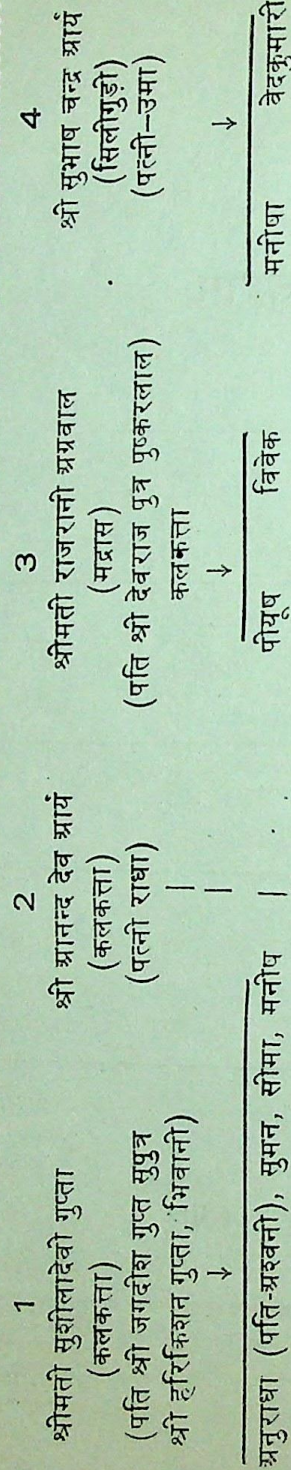 1
श्रीमती सुशीलादेवी गुप्ता
(कलकत्ता)
(पति श्री जगदीश गुप्त सुपुत्र
श्री हरिकिशन गुप्ता, भिवानी)
अनुराधा (पति-अश्वनी), सुमन, सीमा, मनीष
2
श्री आनन्द देव आर्य
(कलकत्ता)
(पत्नी राधा)
3
श्रीमती राजरानी अग्रवाल
(मद्रास)
(पति श्री देवराज पुत्र पुष्करलाल)
कलकत्ता
पीयूष विवेक
4
श्री सुभाष चन्द्र आर्य
(सिलीगुड़ी)
(पत्नी-उमा)
मनीषा वेदकुमारी